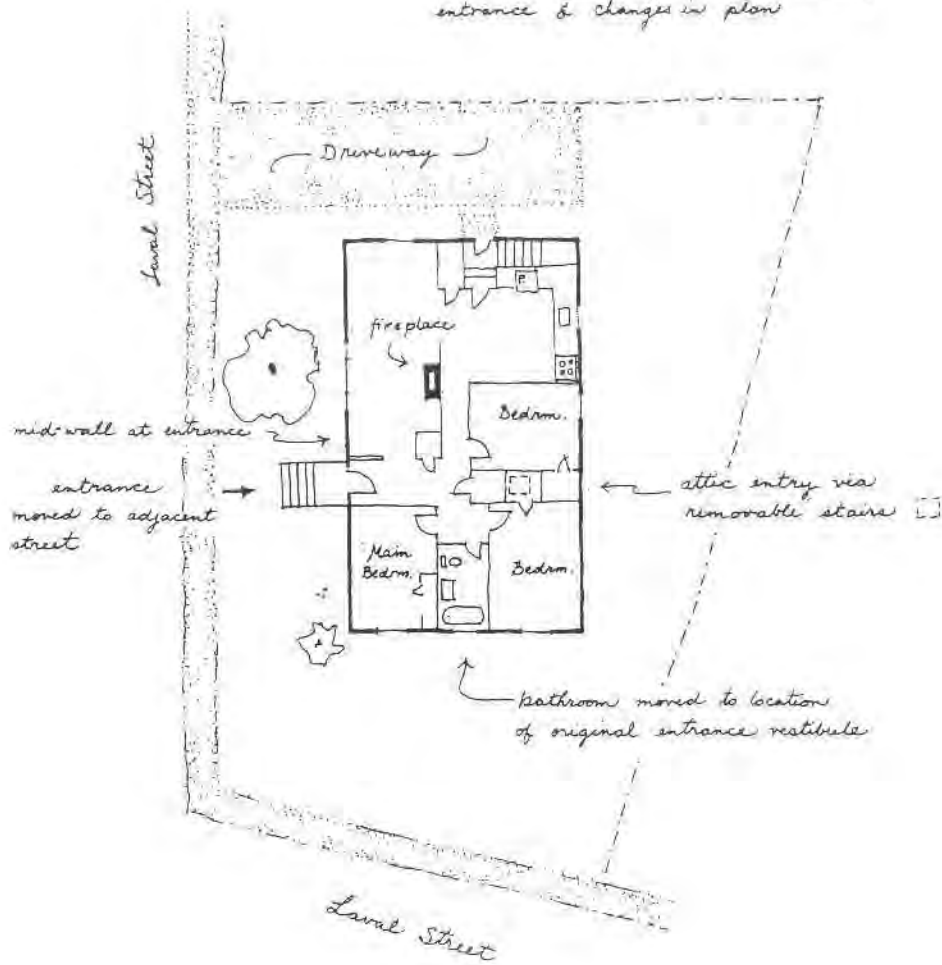 entrance & changes in plan
Laval Street
Driveway
F.
fireplace
Bedrm.
mid-wall at entrance
entrance
moved to adjacent
street
attic entry via
removable stairs
Main
Bedrm.
Bedrm.
bathroom moved to location
of original entrance vestibule
Laval Street